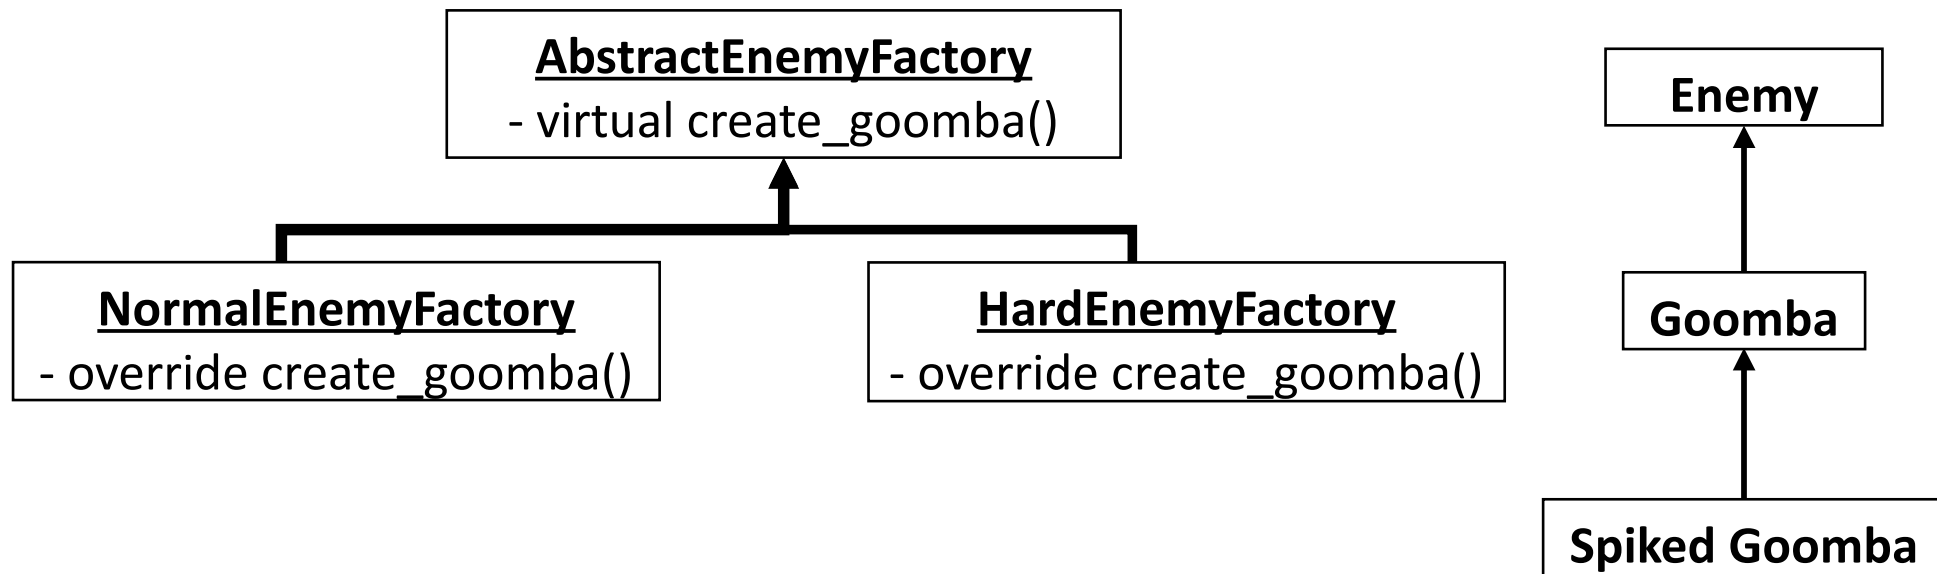 AbstractEnemyFactory
- virtual create_goomba()
NormalEnemyFactory
- override create_goomba()
HardEnemyFactory
- override create_goomba()
Enemy
Goomba
Spiked Goomba